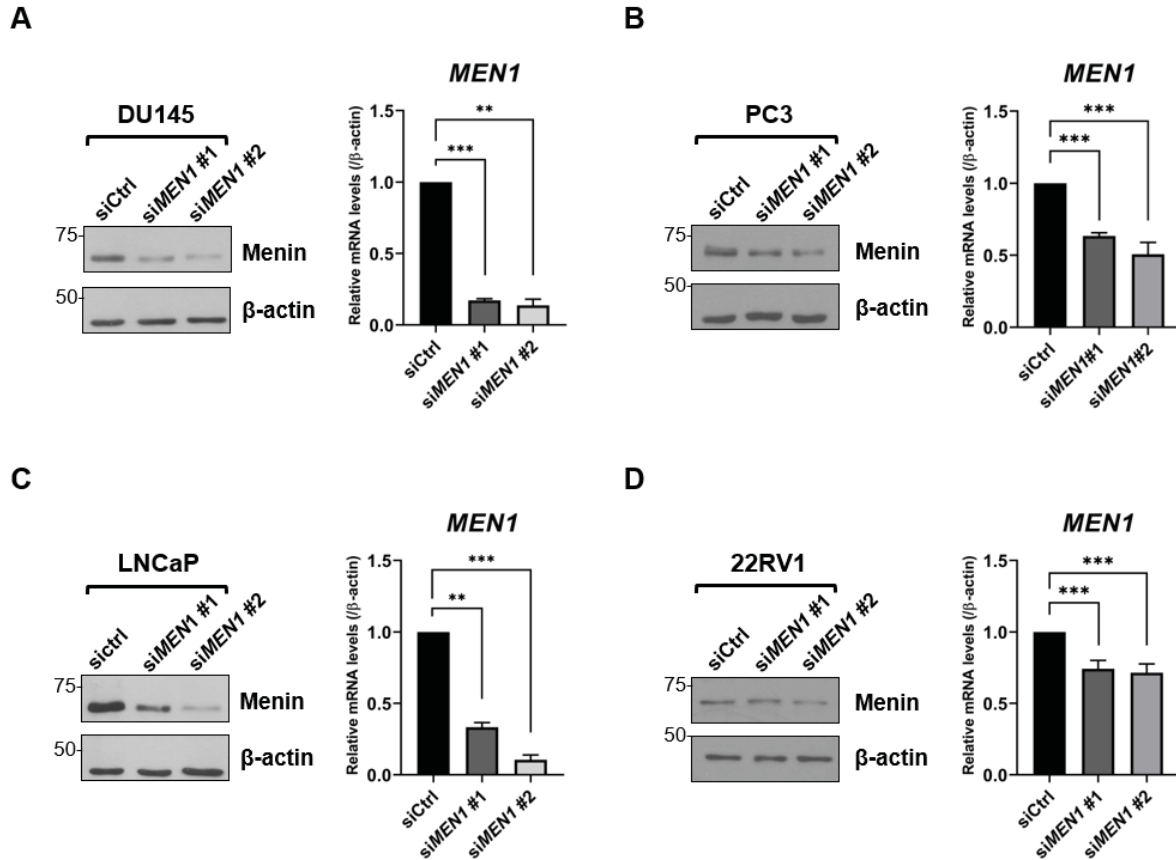 A
DU145
siCtrl
siMEN1 #1
siMEN1 #2
75
Menin
50
β-actin
MEN1
Relative mRNA levels (/β-actin)
1.5
1.0
0.5
0.0
**
***
siCtrl
siMEN1 #1
siMEN1 #2
B
PC3
siCtrl
siMEN1 #1
siMEN1 #2
75
Menin
50
β-actin
MEN1
Relative mRNA levels (/β-actin)
1.5
1.0
0.5
0.0
***
***
siCtrl
siMEN1#1
siMEN1#2
C
LNCaP
sictrl
siMEN1 #1
siMEN1 #2
75
Menin
50
β-actin
MEN1
Relative mRNA levels (/β-actin)
1.5
1.0
0.5
0.0
***
**
siCtrl
siMEN1 #1
siMEN1 #2
D
22RV1
siCtrl
siMEN1 #1
siMEN1 #2
75
Menin
50
β-actin
MEN1
Relative mRNA levels (/β-actin)
1.5
1.0
0.5
0.0
***
***
siCtrl
siMEN1 #1
siMEN1 #2